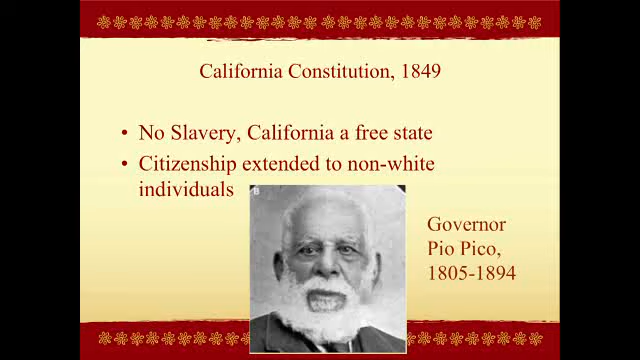 California Constitution, 1849
• No Slavery, California a free state
• Citizenship extended to non-white
individuals
B
Governor
Pio Pico,
1805-1894